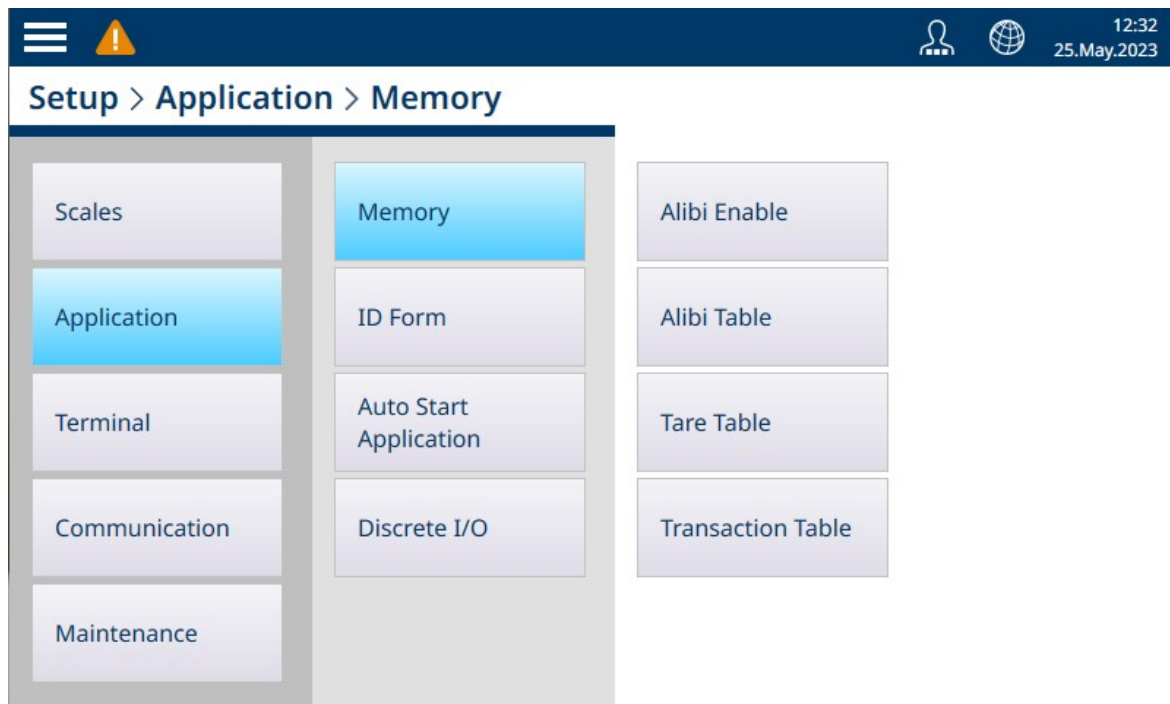 12:32
25.May.2023
Setup > Application > Memory
Scales
Application
Terminal
Communication
Maintenance
Memory
ID Form
Auto Start
Application
Discrete I/O
Alibi Enable
Alibi Table
Tare Table
Transaction Table